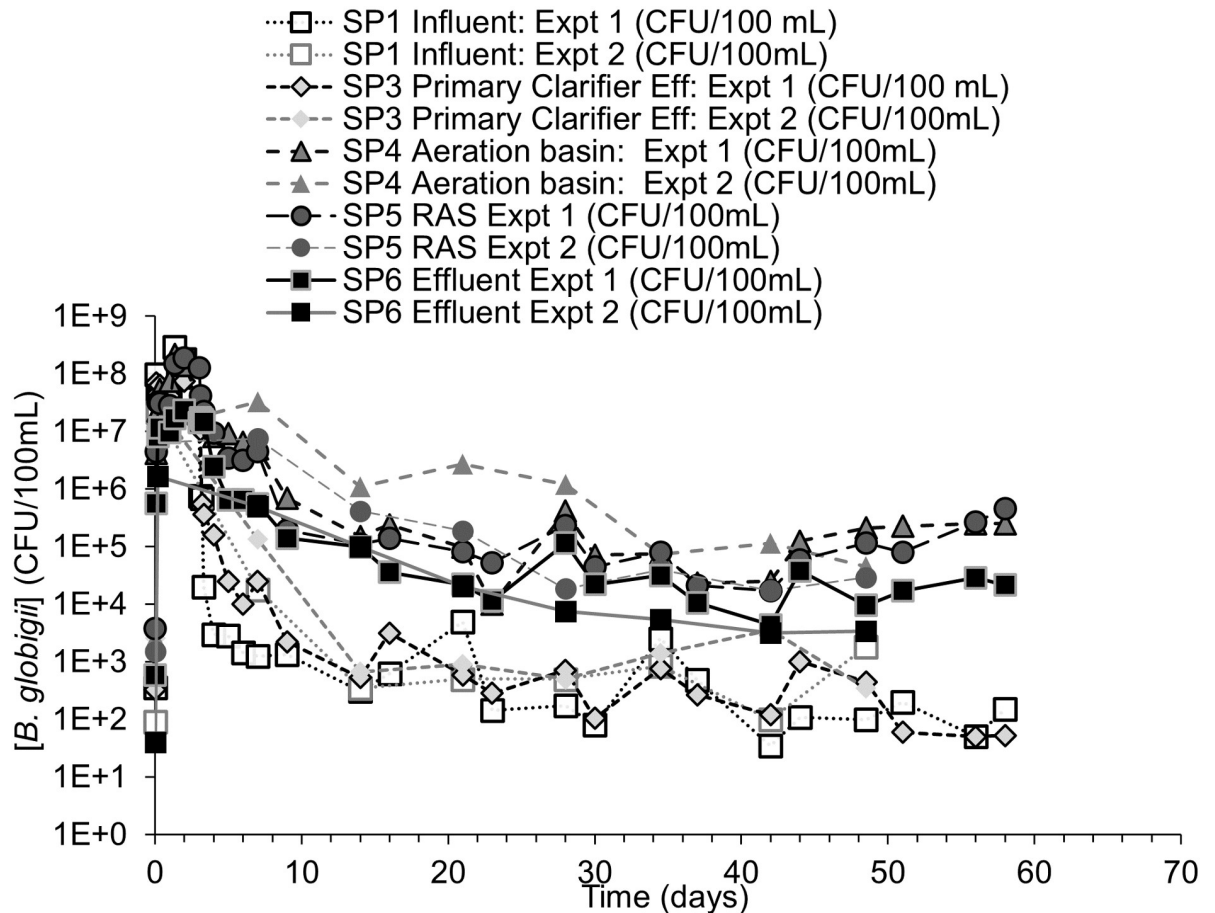 SP1 Influent: Expt 1 (CFU/100 mL)
SP1 Influent: Expt 2 (CFU/100mL)
SP3 Primary Clarifier Eff: Expt 1 (CFU/100 mL)
SP3 Primary Clarifier Eff: Expt 2 (CFU/100mL)
SP4 Aeration basin:  Expt 1 (CFU/100mL)
SP4 Aeration basin:  Expt 2 (CFU/100mL)
SP5 RAS Expt 1 (CFU/100mL)
SP5 RAS Expt 2 (CFU/100mL)
SP6 Effluent Expt 1 (CFU/100mL)
SP6 Effluent Expt 2 (CFU/100mL)
[B. globigii] (CFU/100mL)
1E+9
1E+8
1E+7
1E+6
1E+5
1E+4
1E+3
1E+2
1E+1
1E+0
0 10 20 30 40 50 60 70
Time (days)